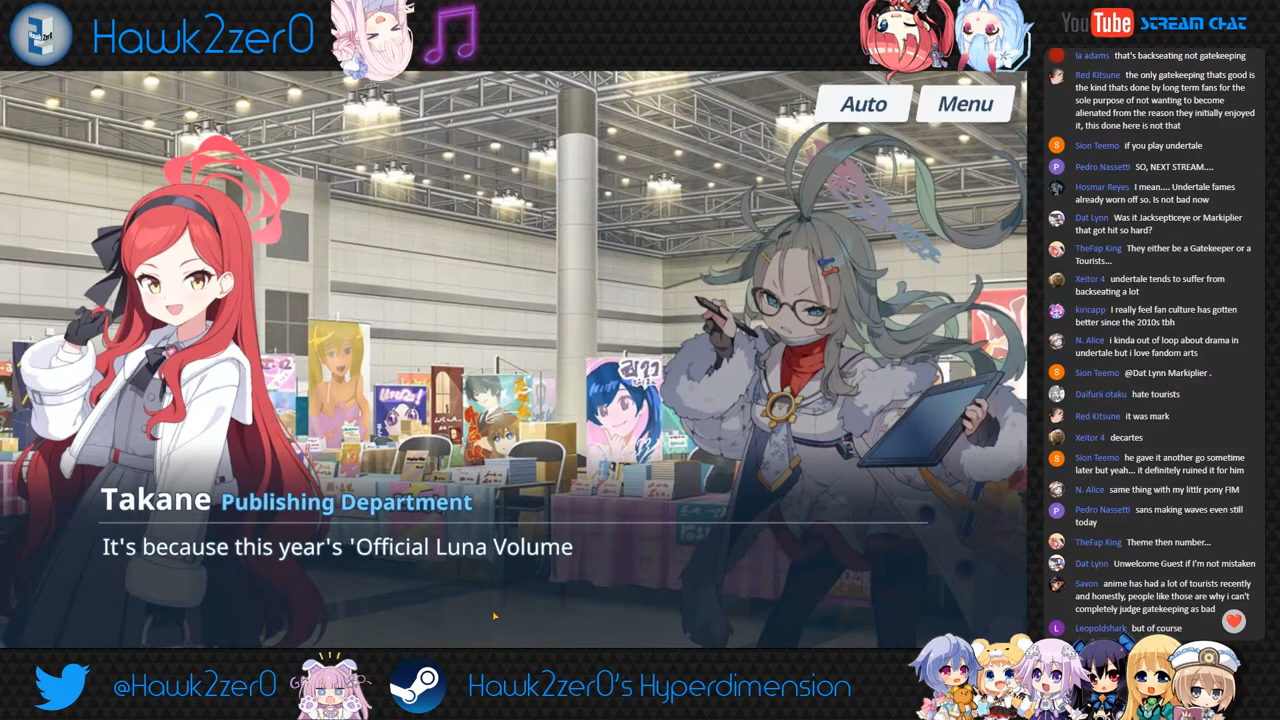 Hawk2zer0
You Tube STREAM CHAT
Auto
Menu
Takane Publishing Department
It's because this year's 'Official Luna Volume
la adams that's backseating not gatekeeping
Red Kitsune the only gatekeeping thats good is
the kind thats done by long term fans for the
sole purpose of not wanting to become
alienated from the reason they initially enjoyed
it, this done here is not that
S Sion Teemo if you play undertale
P Pedro Nassetti SO, NEXT STREAM....
Hosmar Reyes I mean.... Undertale fames
already worn off so. Is not bad now
Dat Lynn Was it Jacksepticeye or Markiplier
that got hit so hard?
TheFap King They either be a Gatekeeper or a
Tourists...
Xeitor 4 undertale tends to suffer from
backseating a lot
kiricapp I really feel fan culture has gotten
better since the 2010s tbh
N. Alice i kinda out of loop about drama in
undertale but i love fandom arts
S Sion Teemo @Dat Lynn Markiplier .
Daifurii otaku hate tourists
Red Kitsune it was mark
Xeitor 4 decartes
S Sion Teemo he gave it another go sometime
later but yeah... it definitely ruined it for him
N. Alice same thing with my littlr pony FIM
P Pedro Nassetti sans making waves even still
today
TheFap King Theme then number...
Dat Lynn Unwelcome Guest if I'm not mistaken
Savon anime has had a lot of tourists recently
and honestly, people like those are why i can't
completely judge gatekeeping as bad
L Leopoldshark but of course
@Hawk2zer0
Hawk2zer0's Hyperdimension